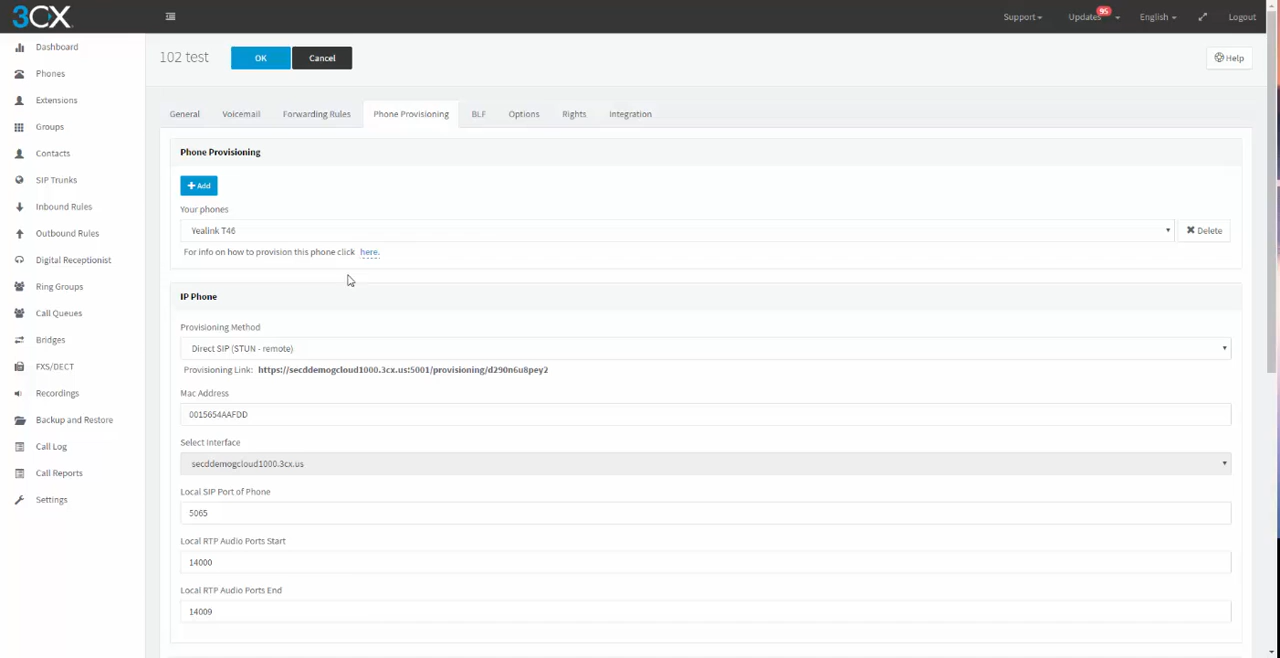 3CX
Support
Updates
95
English
Logout
Dashboard
Phones
Extensions
Groups
Contacts
SIP Trunks
Inbound Rules
Outbound Rules
Digital Receptionist
Ring Groups
Call Queues
Bridges
FXS/DECT
Recordings
Backup and Restore
Call Log
Call Reports
Settings
102 test
OK
Cancel
Help
General
Voicemail
Forwarding Rules
Phone Provisioning
BLF
Options
Rights
Integration
Phone Provisioning
+ Add
Your phones
Yealink T46
Delete
For info on how to provision this phone click here.
IP Phone
Provisioning Method
Direct SIP (STUN - remote)
Provisioning Link: https://secddemogcloud1000.3cx.us:5001/provisioning/d290n6u8pey2
Mac Address
0015654AAFDD
Select Interface
secddemogcloud1000.3cx.us
Local SIP Port of Phone
5065
Local RTP Audio Ports Start
14000
Local RTP Audio Ports End
14009